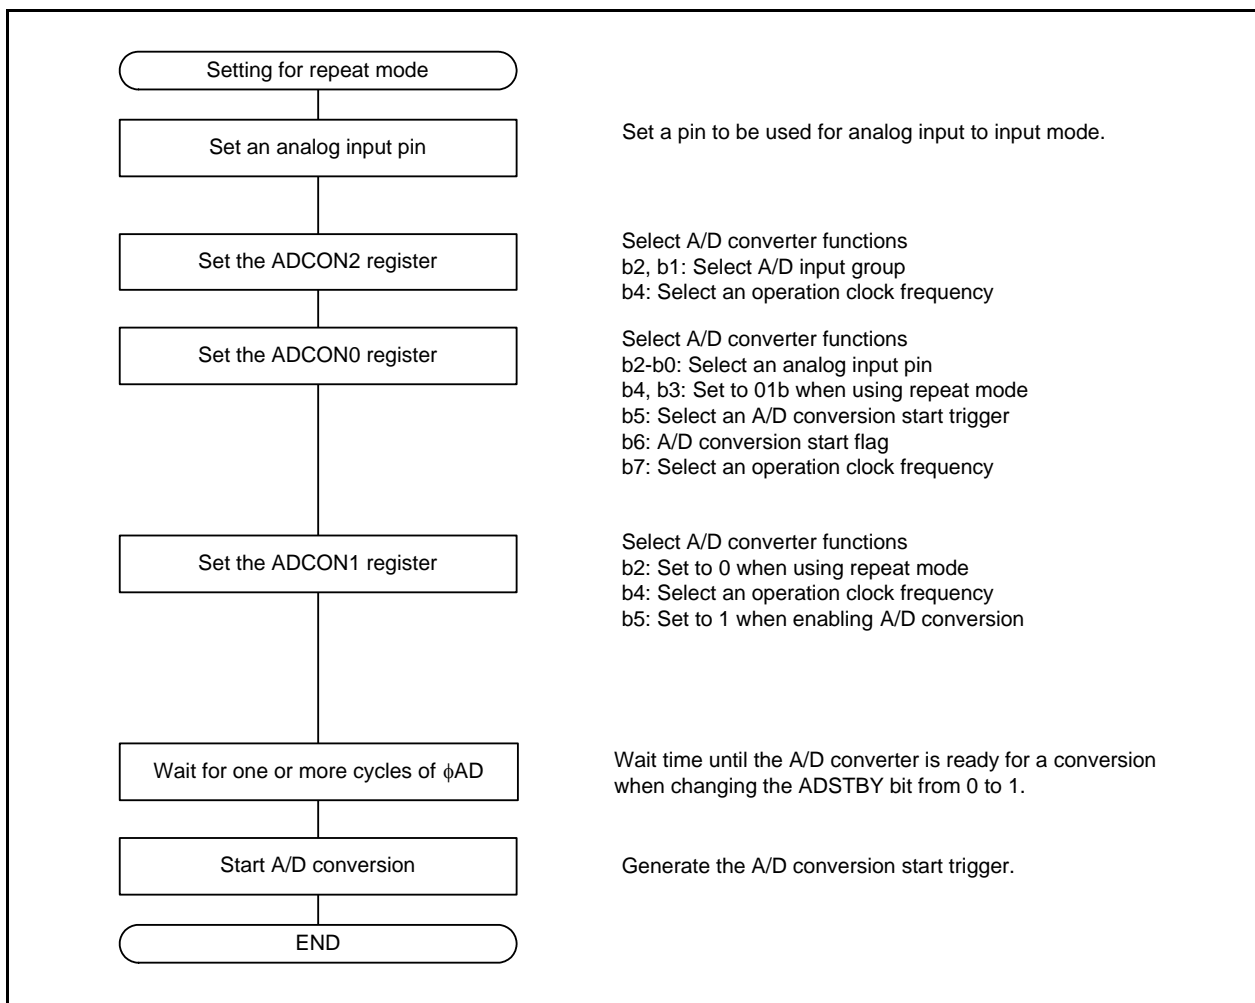 Setting for repeat mode
Set an analog input pin
Set a pin to be used for analog input to input mode.
Set the ADCON2 register
Select A/D converter functions
b2, b1: Select A/D input group
b4: Select an operation clock frequency
Set the ADCON0 register
Select A/D converter functions
b2-b0: Select an analog input pin
b4, b3: Set to 01b when using repeat mode
b5: Select an A/D conversion start trigger
b6: A/D conversion start flag
b7: Select an operation clock frequency
Set the ADCON1 register
Select A/D converter functions
b2: Set to 0 when using repeat mode
b4: Select an operation clock frequency
b5: Set to 1 when enabling A/D conversion
Wait for one or more cycles of ϕAD
Wait time until the A/D converter is ready for a conversion
when changing the ADSTBY bit from 0 to 1.
Start A/D conversion
Generate the A/D conversion start trigger.
END